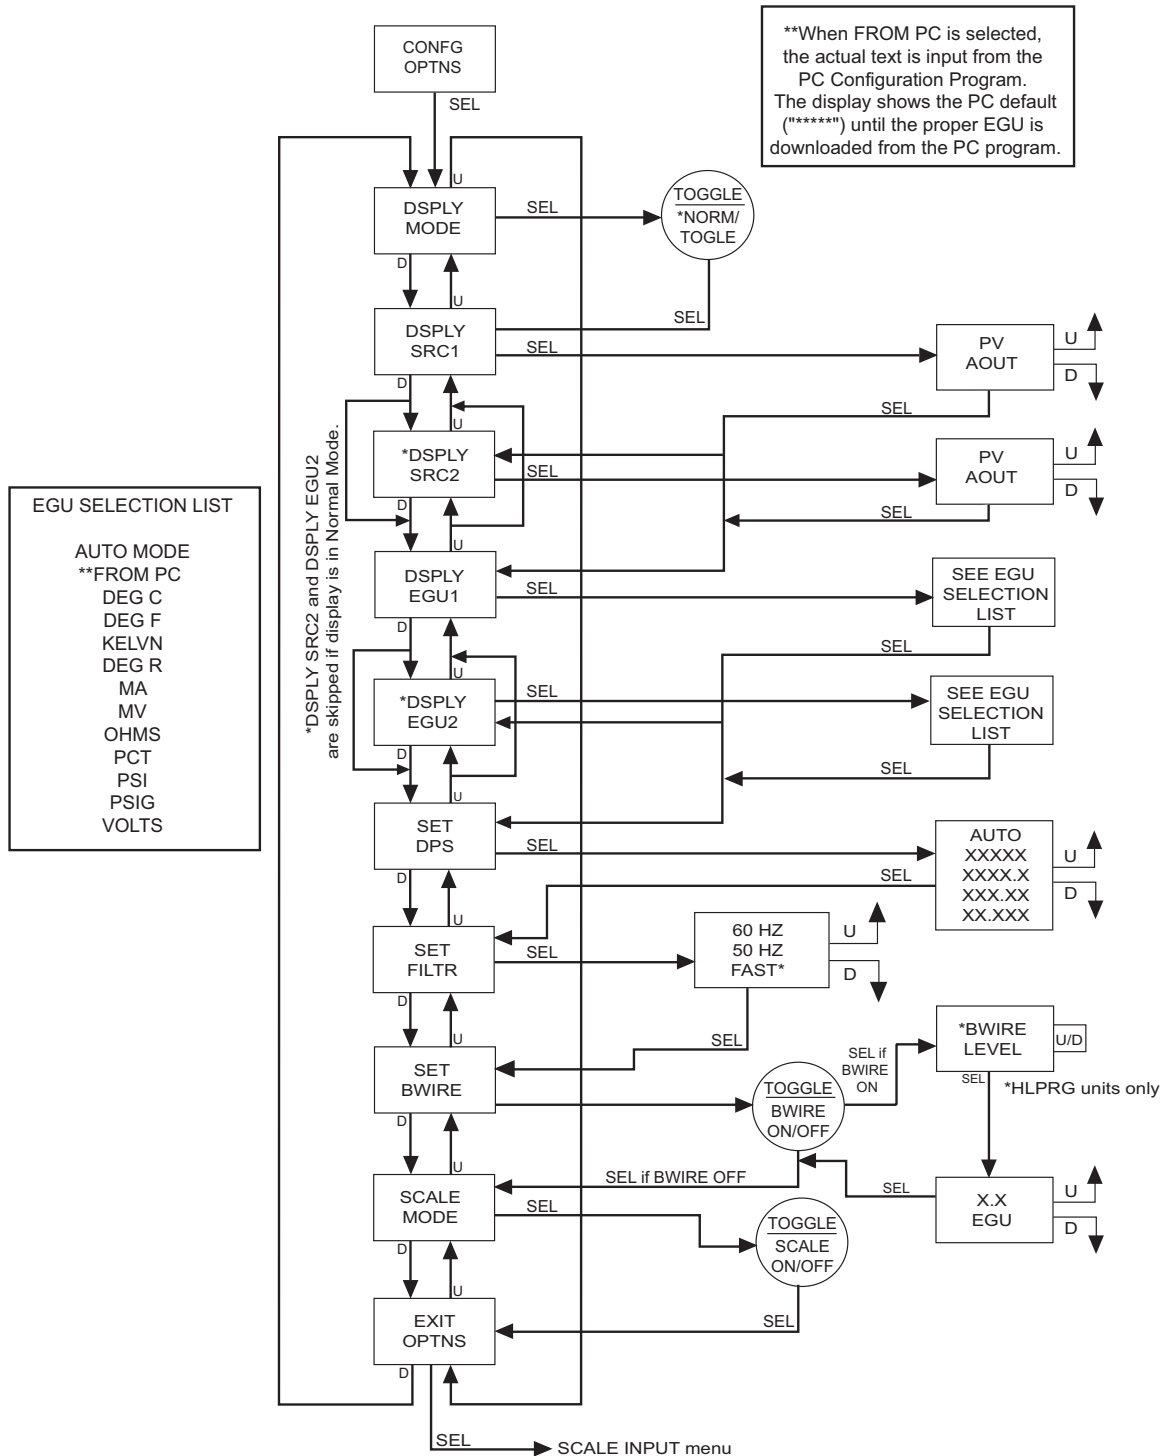 CONFG
OPTNS
SEL
**When FROM PC is selected,
the actual text is input from the
PC Configuration Program.
The display shows the PC default
("*****") until the proper EGU is
downloaded from the PC program.
U
DSPLY
MODE
SEL
TOGGLE
*NORM/
TOGLE
D
U
SEL
DSPLY
SRC1
SEL
PV
AOUT
U
D
D
SEL
U
*DSPLY
SRC2
SEL
PV
AOUT
U
D
D
SEL
U
*DSPLY SRC2 and DSPLY EGU2
are skipped if display is in Normal Mode.
EGU SELECTION LIST
AUTO MODE
**FROM PC
DEG C
DEG F
KELVN
DEG R
MA
MV
OHMS
PCT
PSI
PSIG
VOLTS
DSPLY
EGU1
SEL
SEE EGU
SELECTION
LIST
D
SEL
U
*DSPLY
EGU2
SEL
SEE EGU
SELECTION
LIST
D
SEL
U
SET
DPS
SEL
AUTO
XXXXX
XXXX.X
XXX.XX
XX.XXX
U
D
D
SEL
U
SET
FILTR
SEL
60 HZ
50 HZ
FAST*
U
D
D
U
SEL
SET
BWIRE
TOGGLE
BWIRE
ON/OFF
SEL if
BWIRE
ON
*BWIRE
LEVEL
U/D
SEL
*HLPRG units only
D
U
SEL if BWIRE OFF
SEL
X.X
EGU
U
D
SCALE
MODE
SEL
TOGGLE
SCALE
ON/OFF
D
U
SEL
EXIT
OPTNS
D
SEL
SCALE INPUT menu